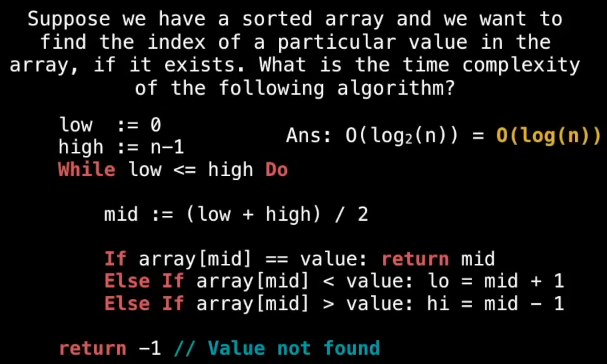 Suppose we have a sorted array and we want to
find the index of a particular value in the
array, if it exists. What is the time complexity
of the following algorithm?
low := 0
high := n-1
Ans: O(log₂(n)) = O(log(n))
While low <= high Do
mid := (low + high) / 2
If array[mid] == value: return mid
Else If array[mid] < value: lo = mid + 1
Else If array[mid] > value: hi = mid - 1
return -1 // Value not found